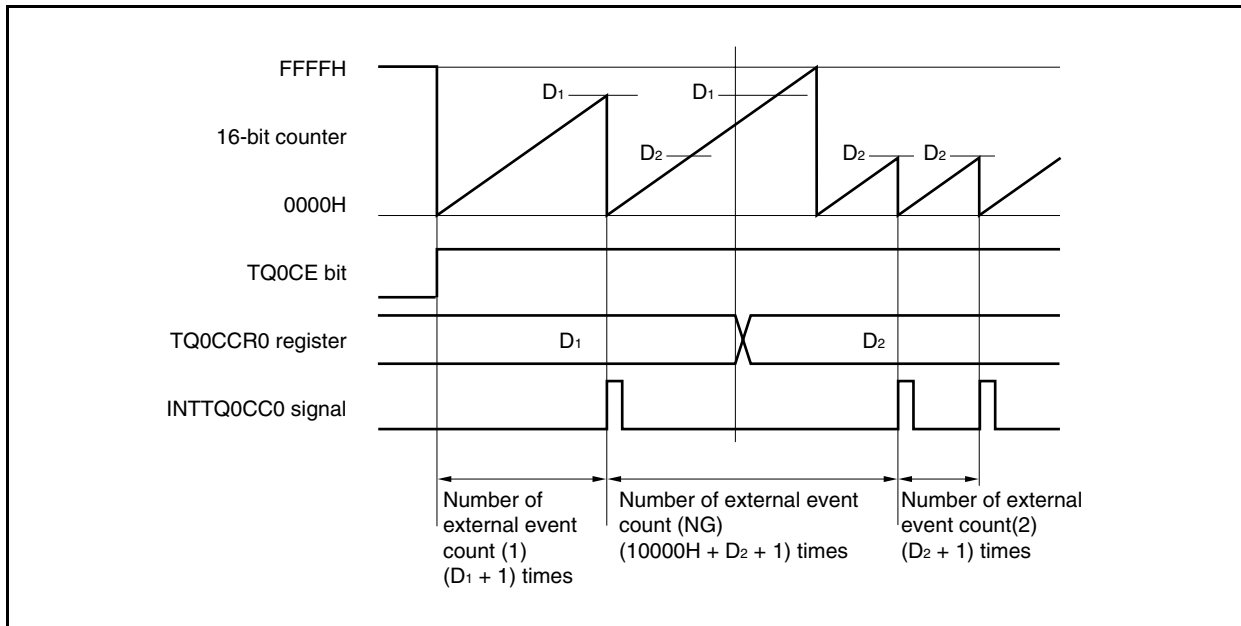 FFFFH
D1
D1
16-bit counter
D2
D2
D2
0000H
TQ0CE bit
TQ0CCR0 register
D1
D2
INTTQ0CC0 signal
Number of
external event
count (1)
(D1 + 1) times
Number of external event
count (NG)
(10000H + D2 + 1) times
Number of external
event count(2)
(D2 + 1) times